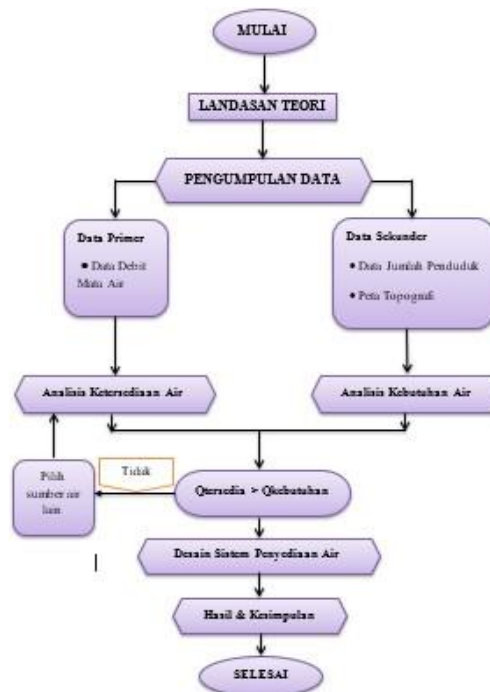 MULAI
LANDASAN TEORI
PENGUMPULAN DATA
Data Primer
• Data Debit
Mata Air
Data Sekunder
• Data Jumlah Penduduk
• Peta Topografi
Analisis Ketersediaan Air
Analisis Kebutuhan Air
Pilih
sumber air
lain
Tidak
Qtersedia > Qkebutuhan
Desain Sistem Penyediaan Air
Hasil & Kesimpulan
SELESAI